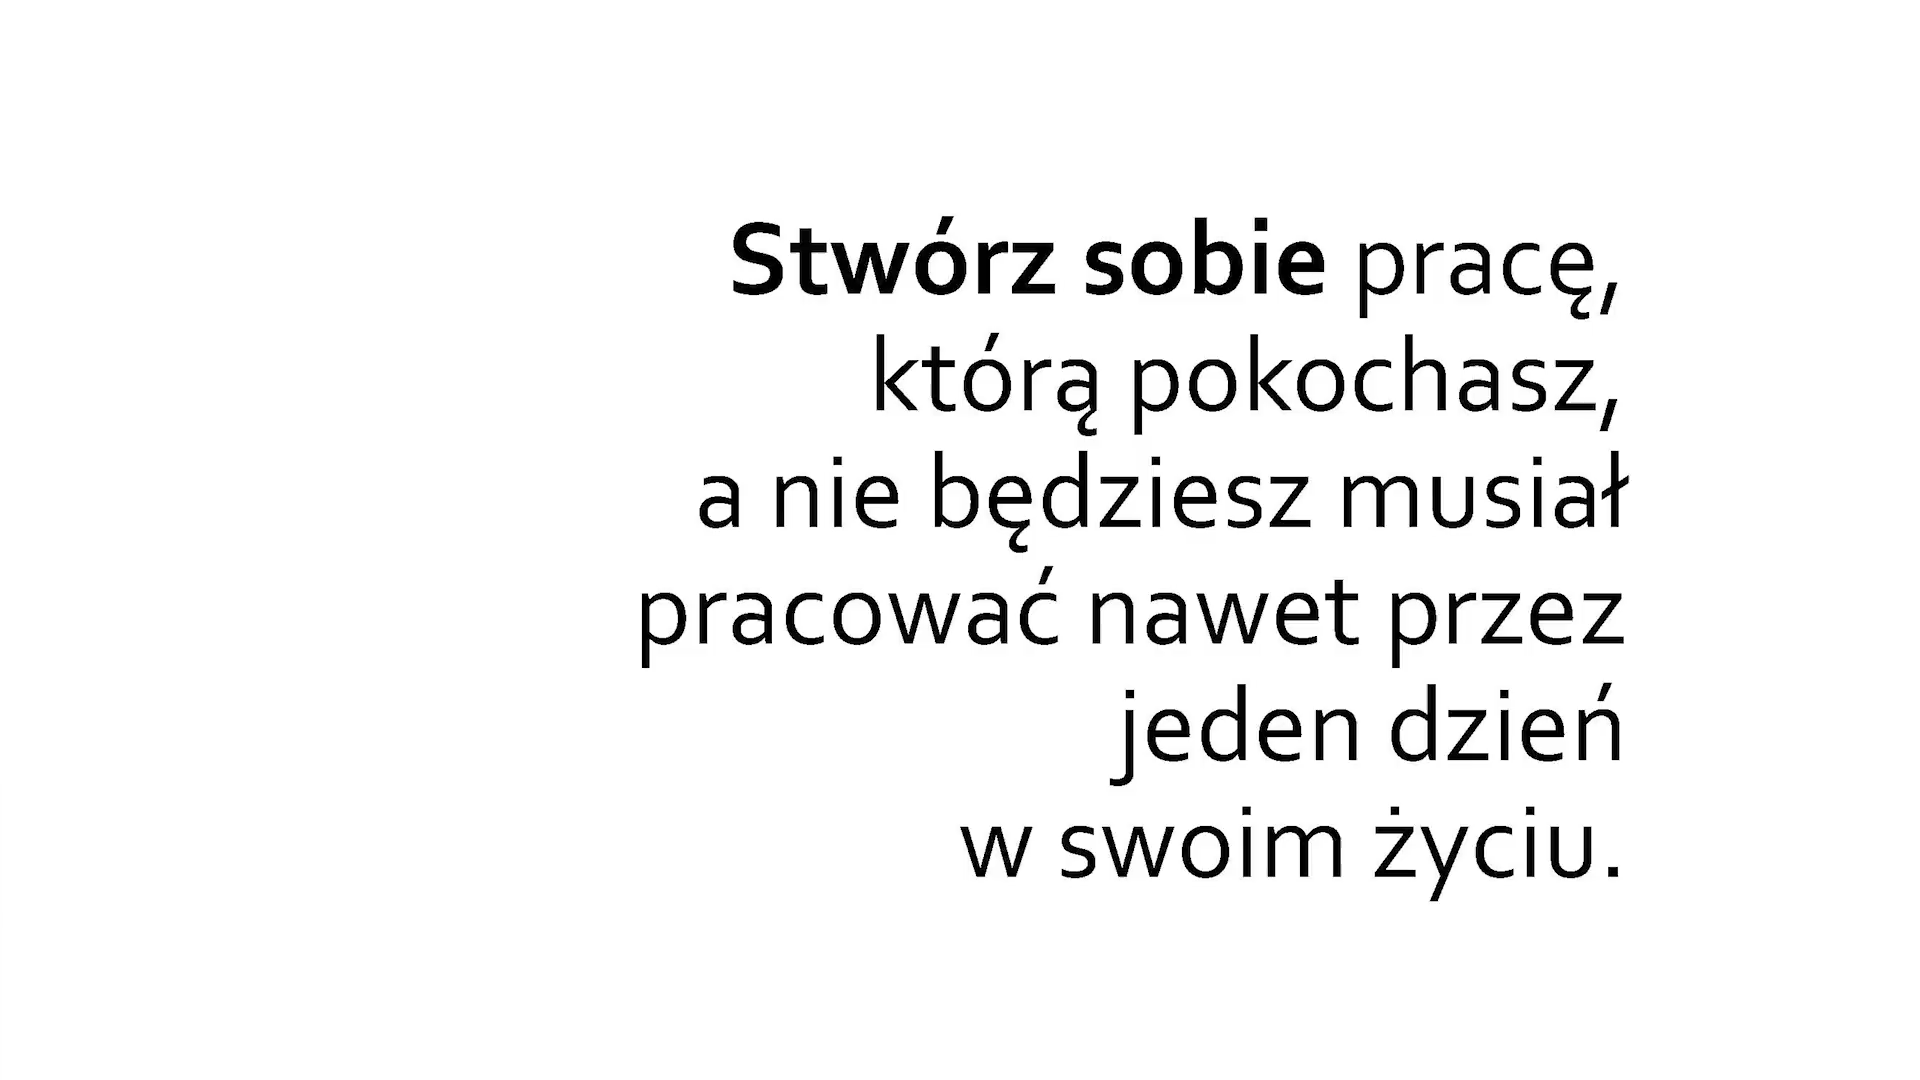 Stwórz sobie pracę,
którą pokochasz,
a nie będziesz musiał
pracować nawet przez
jeden dzień
w swoim życiu.